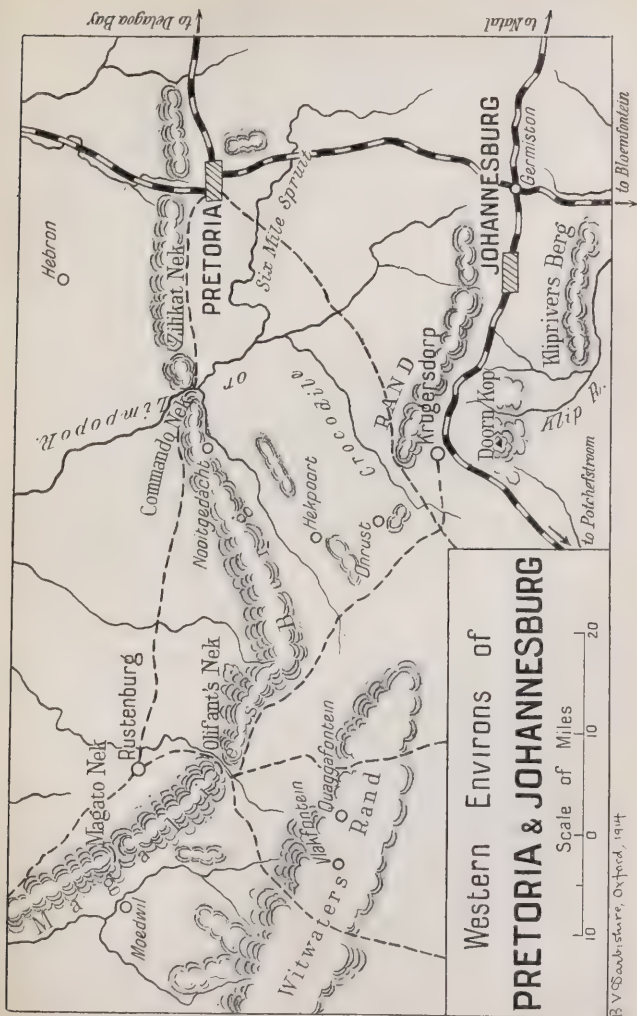 to Delagoa Bay
to Natal
Hebron
Zilikat Nek
PRETORIA
Six Mile Spruit
Limpopo R.
or
Crocodile
Commando Nek
Nooitgedacht
Hekpoort
Onrust
RAND
Krugersdorp
JOHANNESBURG
Germiston
to Bloemfontein
Kliprivers Berg
Klip R.
Doorn Kop
to Potchefstroom
Rustenburg
Magato Nek
Olifant's Nek
Moedwil
Vlakfontein
Quaggafontein
Witwaters Rand
Western Environs of
PRETORIA & JOHANNESBURG
Scale of Miles
10 0 10 20
B V Darbishire, Oxford, 1914